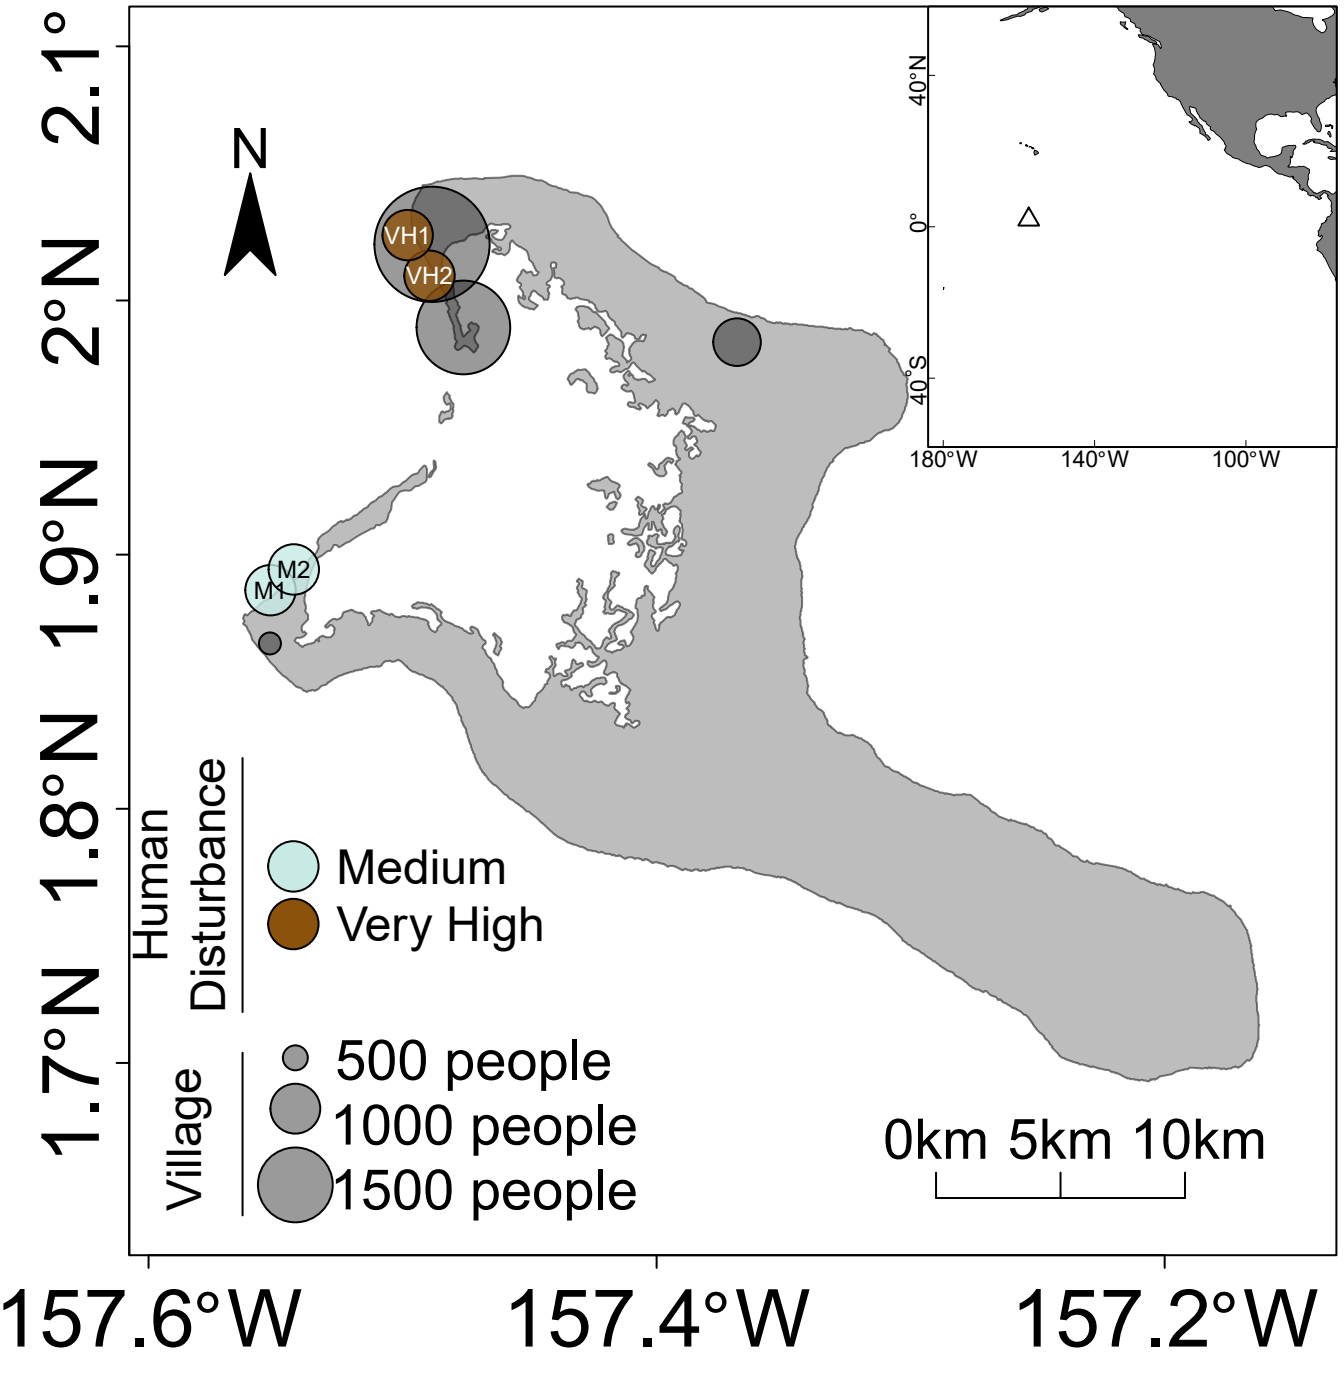 2.1°
2°N
1.9°N
1.8°N
1.7°N
N
40°N
0°
40°S
180°W
140°W
100°W
VH1
VH2
M2
M1
Human
Disturbance
Medium
Very High
Village
500 people
1000 people
1500 people
0km 5km 10km
157.6°W
157.4°W
157.2°W